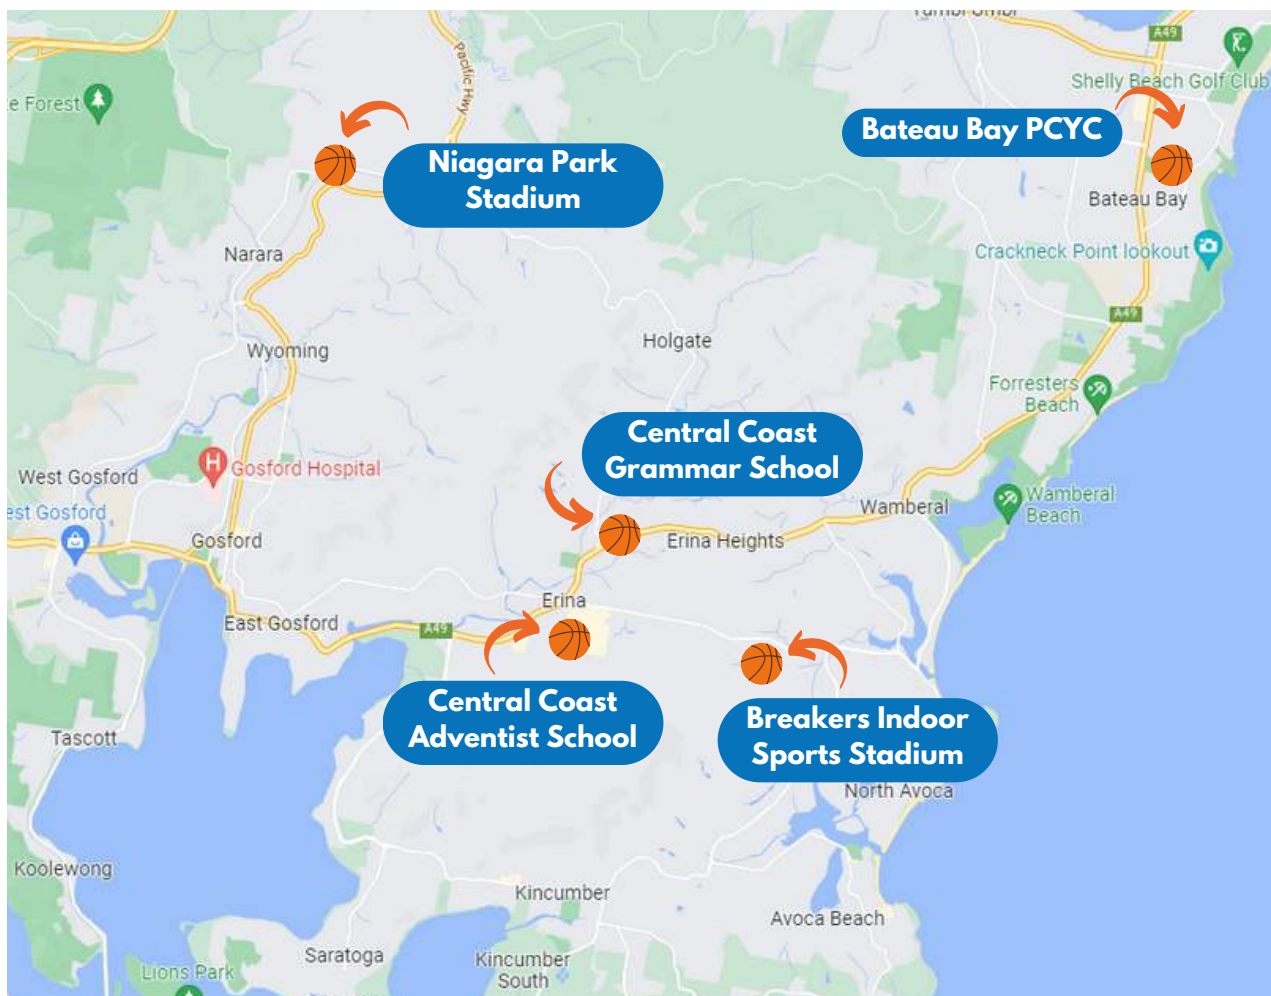 A49
Shelly Beach Golf Club
Pacific Hwy
e Forest
Bateau Bay PCYC
Niagara Park
Stadium
Bateau Bay
Narara
Crackneck Point lookout
A49
Holgate
Wyoming
Forresters
Beach
Central Coast
Grammar School
West Gosford
Gosford Hospital
H
Wamberal
Wamberal
Beach
est Gosford
Gosford
Erina Heights
Erina
East Gosford
A49
Central Coast
Adventist School
Breakers Indoor
Sports Stadium
Tascott
North Avoca
Koolewong
Kincumber
Avoca Beach
Saratoga
Kincumber
South
Lions Park